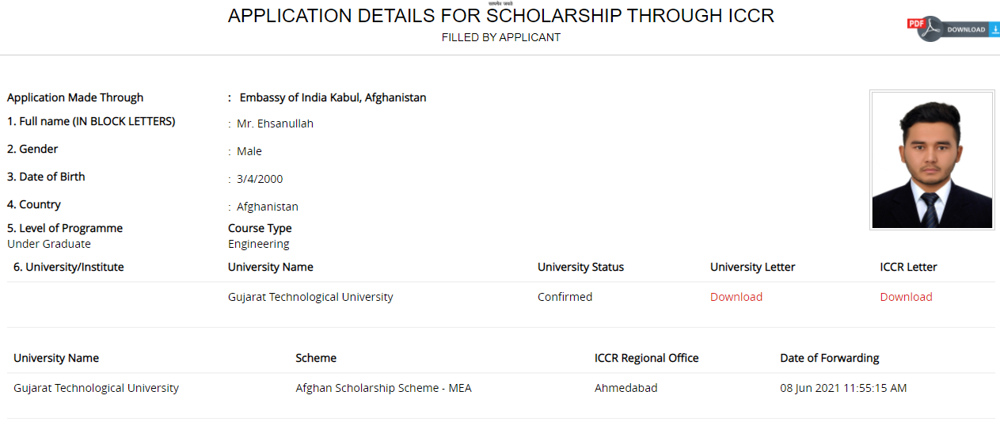 सत्यमेव जयते
APPLICATION DETAILS FOR SCHOLARSHIP THROUGH ICCR
FILLED BY APPLICANT
PDF DOWNLOAD
Application Made Through : Embassy of India Kabul, Afghanistan
1. Full name (IN BLOCK LETTERS) : Mr. Ehsanullah
2. Gender : Male
3. Date of Birth : 3/4/2000
4. Country : Afghanistan
5. Level of Programme Course Type
Under Graduate Engineering
6. University/Institute University Name University Status University Letter ICCR Letter
Gujarat Technological University Confirmed Download Download
University Name Scheme ICCR Regional Office Date of Forwarding
Gujarat Technological University Afghan Scholarship Scheme - MEA Ahmedabad 08 Jun 2021 11:55:15 AM